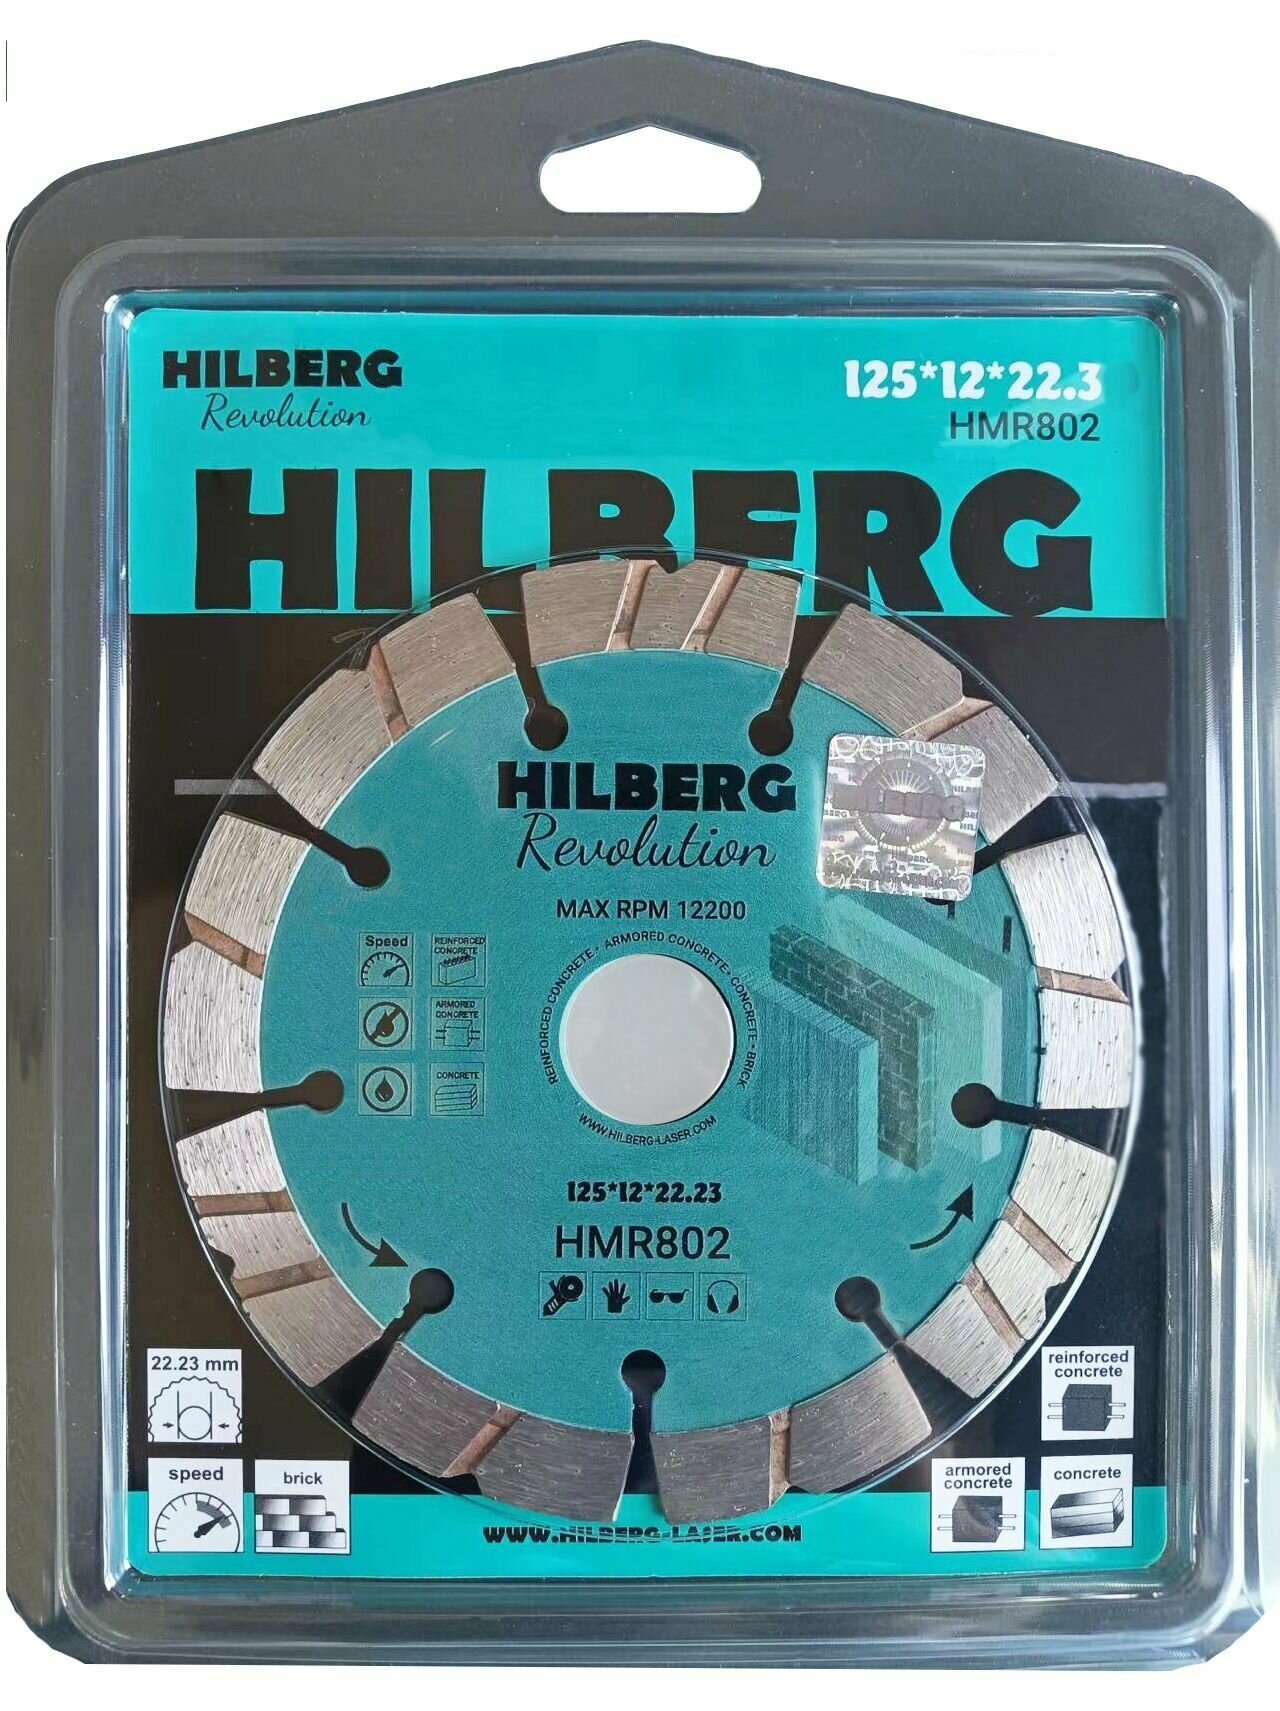 HILBERG
Revolution
125*12*22.3
HMR802
HILBERG
HILBERG
Revolution
MAX RPM 12200
REINFORCED CONCRETE • ARMORED CONCRETE • CONCRETE • BRICK
WWW.HILBERG-LASER.COM
Speed
REINFORCED
CONCRETE
ARMORED
CONCRETE
CONCRETE
125*12*22.23
HMR802
22.23 mm
speed
brick
reinforced
concrete
armored
concrete
concrete
WWW.HILBERG-LASER.COM